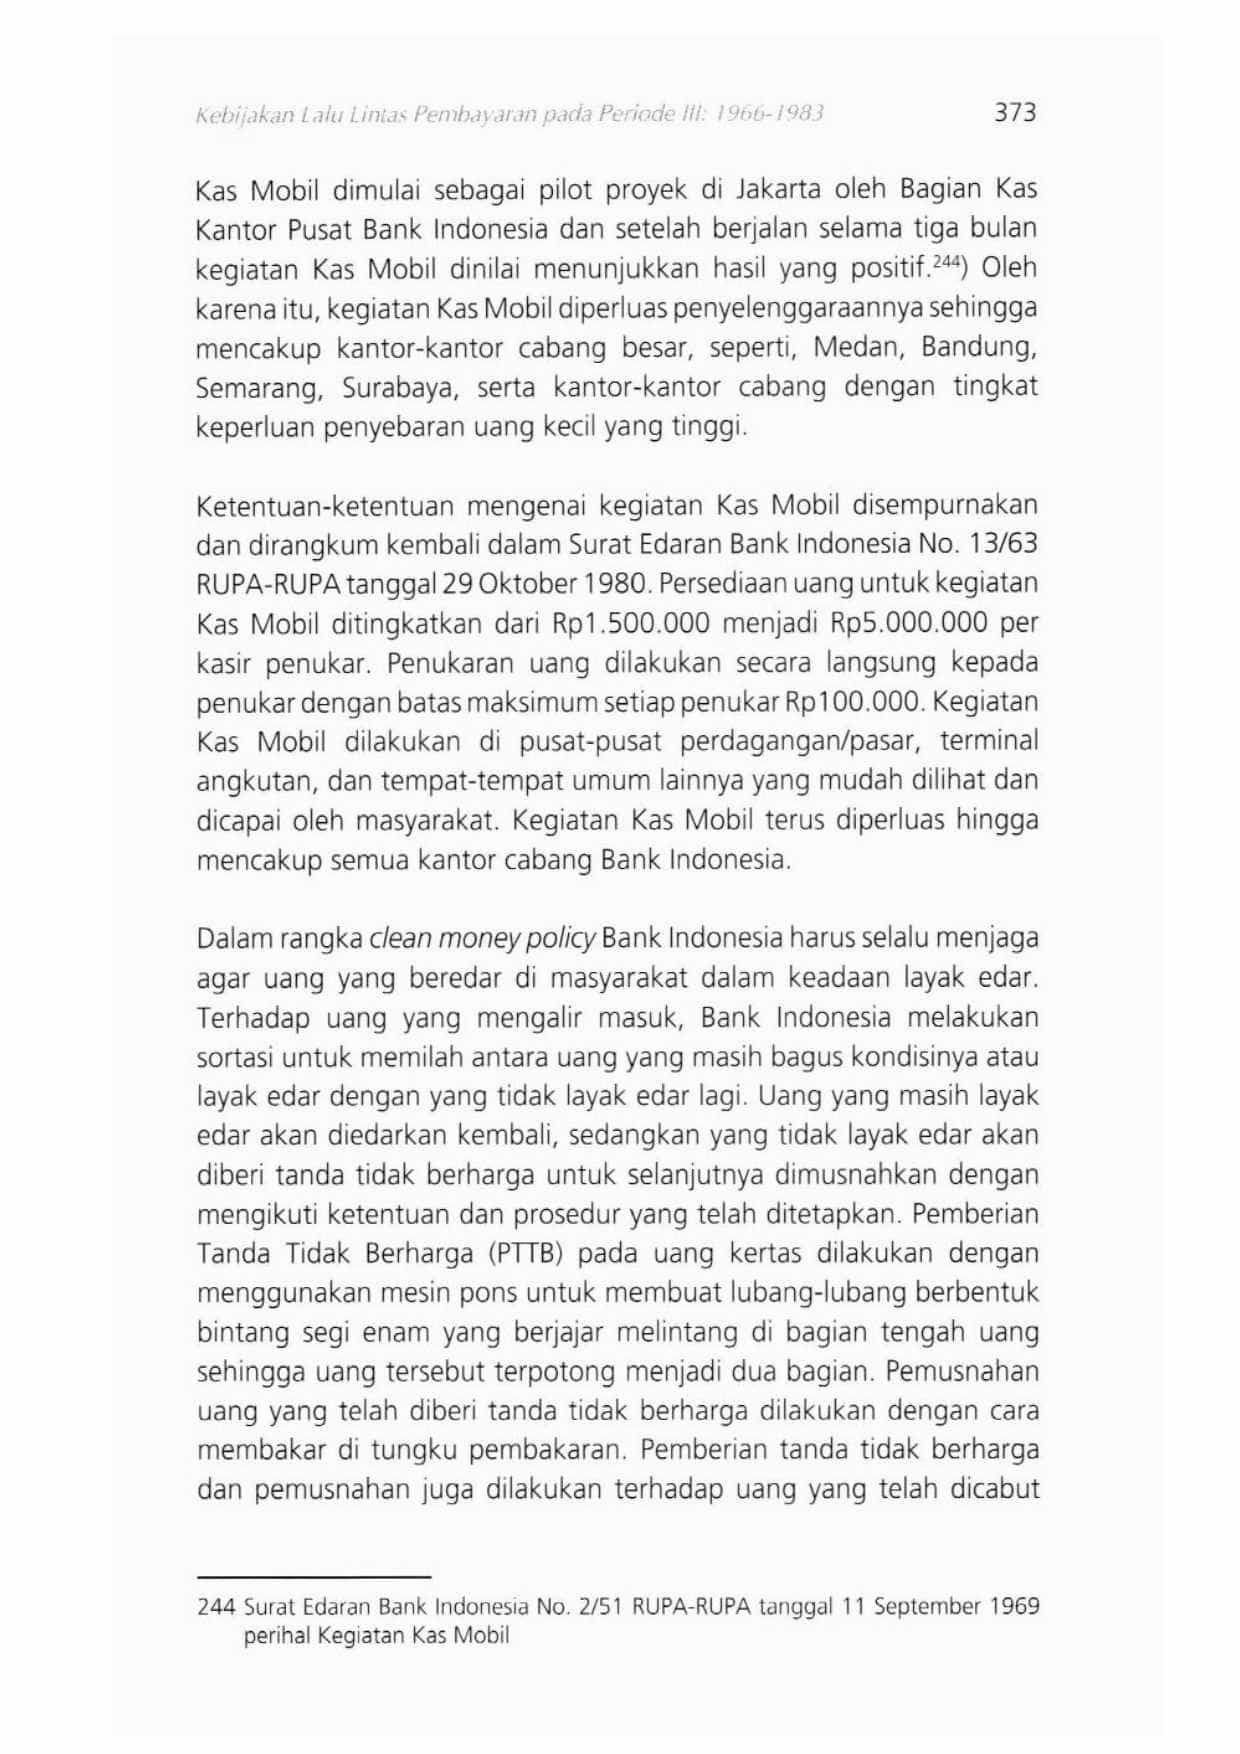 Kebijakan Lalu Lintas Pembayaran pada Periode III: 1966-1983 373
Kas Mobil dimulai sebagai pilot proyek di Jakarta oleh Bagian Kas
Kantor Pusat Bank Indonesia dan setelah berjalan selama tiga bulan
kegiatan Kas Mobil dinilai menunjukkan hasil yang positif.²⁴⁴) Oleh
karena itu, kegiatan Kas Mobil diperluas penyelenggaraannya sehingga
mencakup kantor-kantor cabang besar, seperti, Medan, Bandung,
Semarang, Surabaya, serta kantor-kantor cabang dengan tingkat
keperluan penyebaran uang kecil yang tinggi.
Ketentuan-ketentuan mengenai kegiatan Kas Mobil disempurnakan
dan dirangkum kembali dalam Surat Edaran Bank Indonesia No. 13/63
RUPA-RUPA tanggal 29 Oktober 1980. Persediaan uang untuk kegiatan
Kas Mobil ditingkatkan dari Rp1.500.000 menjadi Rp5.000.000 per
kasir penukar. Penukaran uang dilakukan secara langsung kepada
penukar dengan batas maksimum setiap penukar Rp100.000. Kegiatan
Kas Mobil dilakukan di pusat-pusat perdagangan/pasar, terminal
angkutan, dan tempat-tempat umum lainnya yang mudah dilihat dan
dicapai oleh masyarakat. Kegiatan Kas Mobil terus diperluas hingga
mencakup semua kantor cabang Bank Indonesia.
Dalam rangka clean money policy Bank Indonesia harus selalu menjaga
agar uang yang beredar di masyarakat dalam keadaan layak edar.
Terhadap uang yang mengalir masuk, Bank Indonesia melakukan
sortasi untuk memilah antara uang yang masih bagus kondisinya atau
layak edar dengan yang tidak layak edar lagi. Uang yang masih layak
edar akan diedarkan kembali, sedangkan yang tidak layak edar akan
diberi tanda tidak berharga untuk selanjutnya dimusnahkan dengan
mengikuti ketentuan dan prosedur yang telah ditetapkan. Pemberian
Tanda Tidak Berharga (PTTB) pada uang kertas dilakukan dengan
menggunakan mesin pons untuk membuat lubang-lubang berbentuk
bintang segi enam yang berjajar melintang di bagian tengah uang
sehingga uang tersebut terpotong menjadi dua bagian. Pemusnahan
uang yang telah diberi tanda tidak berharga dilakukan dengan cara
membakar di tungku pembakaran. Pemberian tanda tidak berharga
dan pemusnahan juga dilakukan terhadap uang yang telah dicabut
244 Surat Edaran Bank Indonesia No. 2/51 RUPA-RUPA tanggal 11 September 1969
perihal Kegiatan Kas Mobil